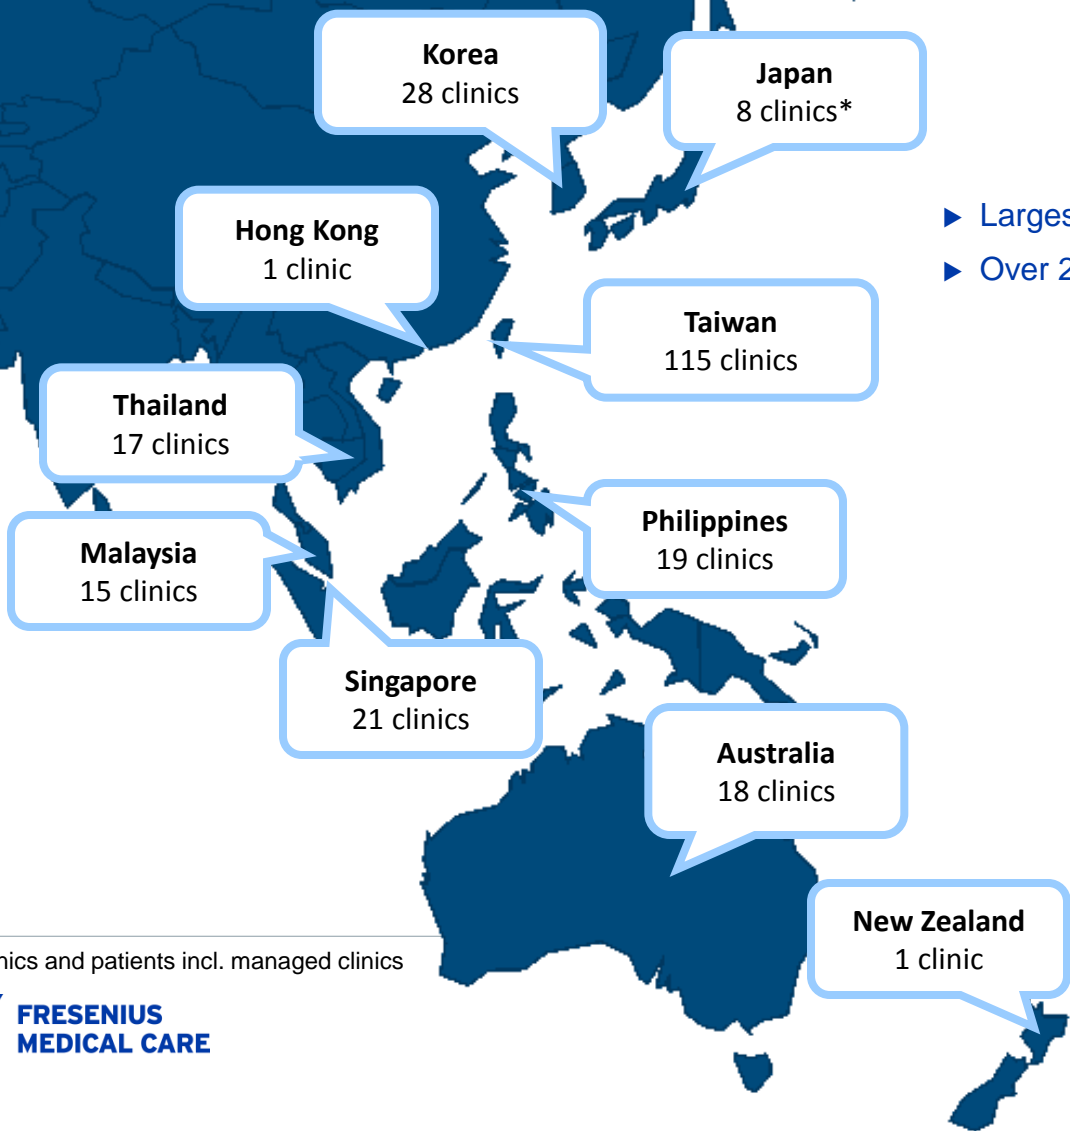 Korea
28 clinics
Japan
8 clinics*
Hong Kong
1 clinic
Over
Taiwan
115 clinics
Thailand
17 clinics
Philippines
19 clinics
Malaysia
15 clinics
Singapore
21 clinics
Australia
18 clinics
New Zealand
1 clinic
and patients incl. managed clinics
FRESENIUS
MEDICAL CARE